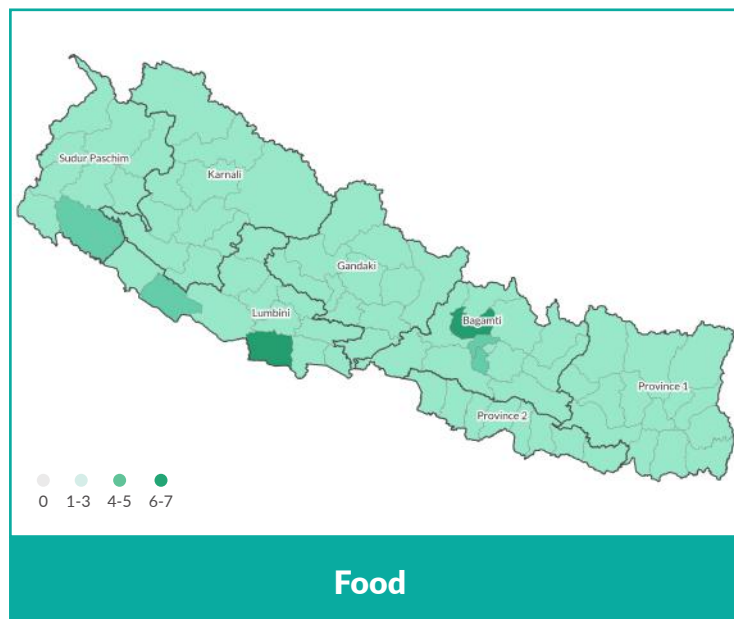 Sudur Paschim
Karnali
Gandaki
Lumbini
Bagamti
Province 1
Province 2
0 1-3 4-5 6-7
Food